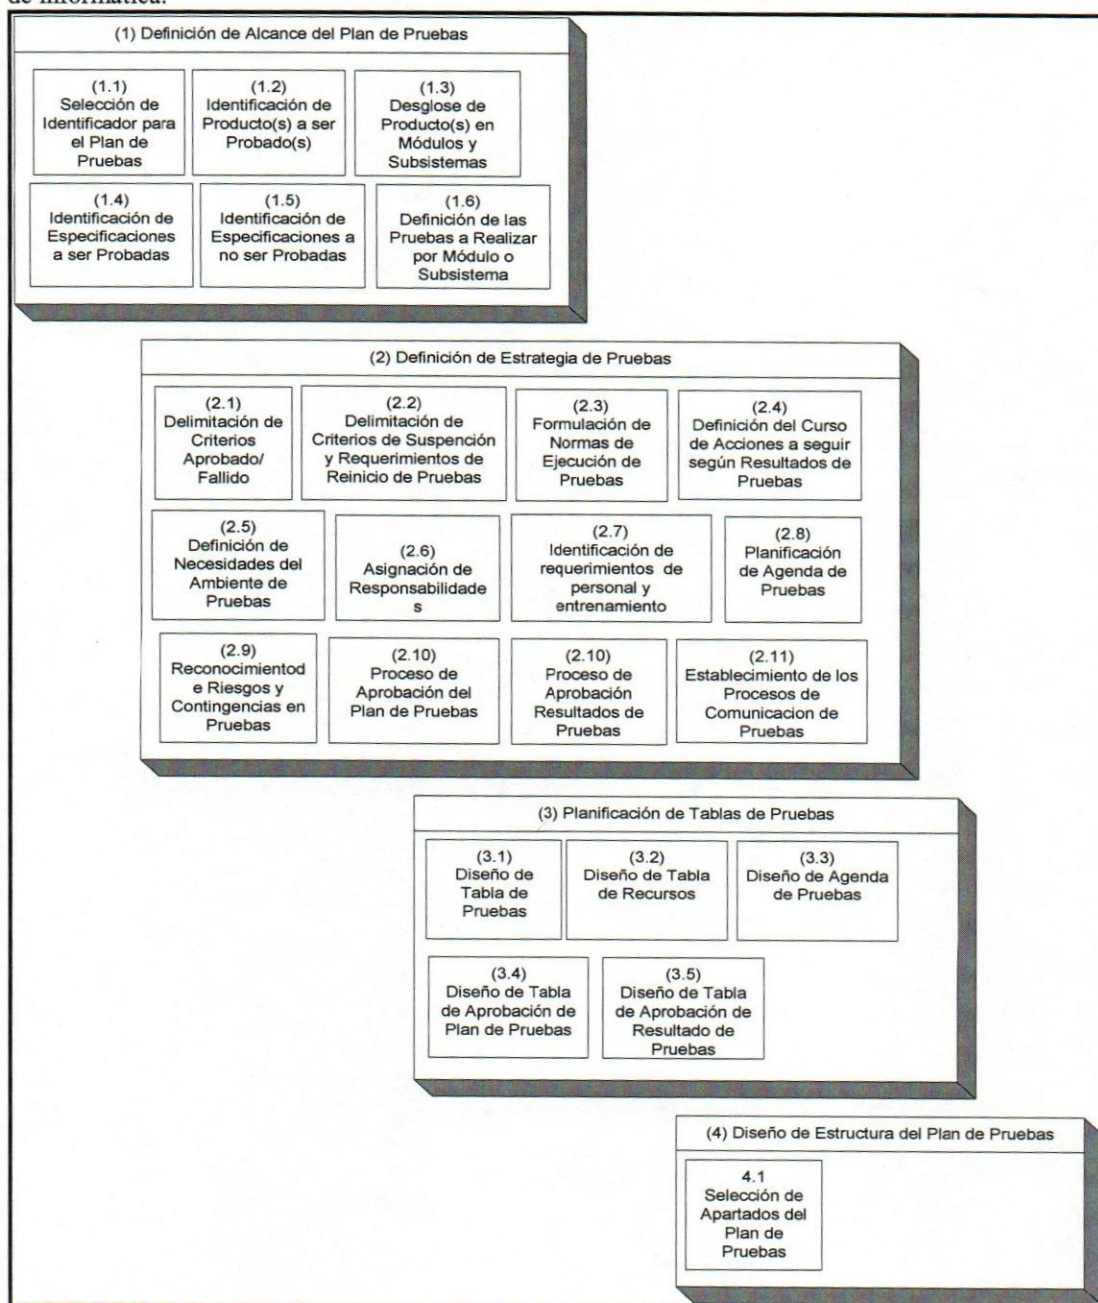 de informática.
(1) Definición de Alcance del Plan de Pruebas
(1.1)
Selección de
Identificador para
el Plan de
Pruebas
(1.2)
Identificación de
Producto(s) a ser
Probado(s)
(1.3)
Desglose de
Producto(s) en
Módulos y
Subsistemas
(1.4)
Identificación de
Especificaciones
a ser Probadas
(1.5)
Identificación de
Especificaciones a
no ser Probadas
(1.6)
Definición de las
Pruebas a Realizar
por Módulo o
Subsistema
(2) Definición de Estrategia de Pruebas
(2.1)
Delimitación de
Criterios
Aprobado/
Fallido
(2.2)
Delimitación de
Criterios de Suspención
y Requerimientos de
Reinicio de Pruebas
(2.3)
Formulación de
Normas de
Ejecución de
Pruebas
(2.4)
Definición del Curso
de Acciones a seguir
según Resultados de
Pruebas
(2.5)
Definición de
Necesidades del
Ambiente de
Pruebas
(2.6)
Asignación de
Responsabilidade
s
(2.7)
Identificación de
requerimientos de
personal y
entrenamiento
(2.8)
Planificación
de Agenda de
Pruebas
(2.9)
Reconocimientod
e Riesgos y
Contingencias en
Pruebas
(2.10)
Proceso de
Aprobación del
Plan de Pruebas
(2.10)
Proceso de
Aprobación
Resultados de
Pruebas
(2.11)
Establecimiento de los
Procesos de
Comunicacion de
Pruebas
(3) Planificación de Tablas de Pruebas
(3.1)
Diseño de
Tabla de
Pruebas
(3.2)
Diseño de Tabla
de Recursos
(3.3)
Diseño de Agenda
de Pruebas
(3.4)
Diseño de Tabla
de Aprobación de
Plan de Pruebas
(3.5)
Diseño de Tabla
de Aprobación de
Resultado de
Pruebas
(4) Diseño de Estructura del Plan de Pruebas
4.1
Selección de
Apartados del
Plan de
Pruebas